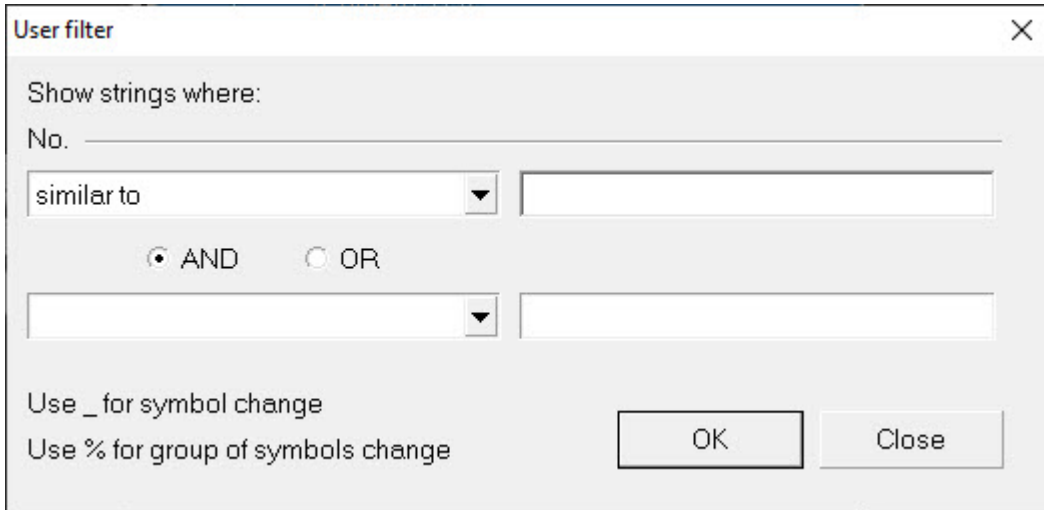 User filter
Show strings where:
No.
similar to
AND OR
Use _ for symbol change
Use % for group of symbols change
OK Close